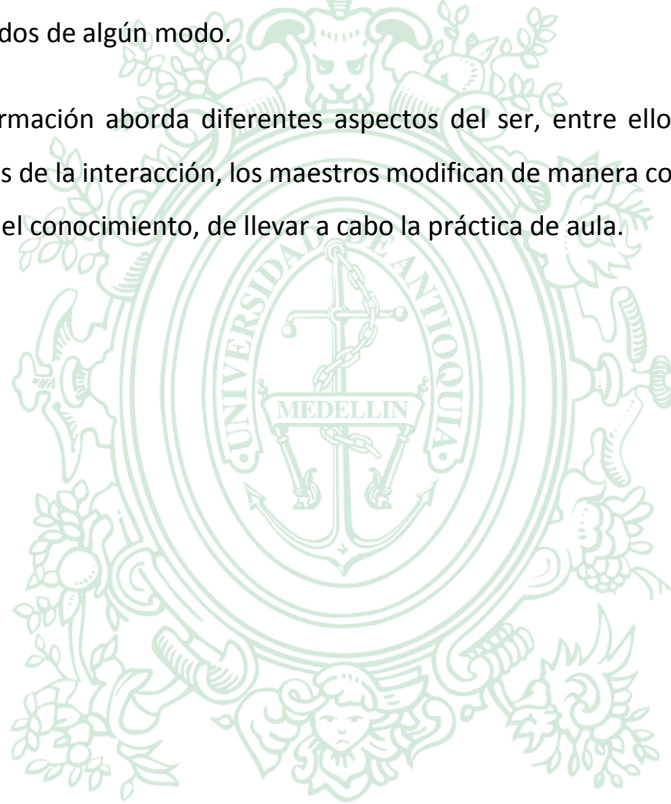 dos de algún modo.
rmación aborda diferentes aspectos del ser, entre ello
s de la interacción, los maestros modifican de manera co
el conocimiento, de llevar a cabo la práctica de aula.
UNIVERSIDAD DE ANTIOQUIA
MEDELLIN